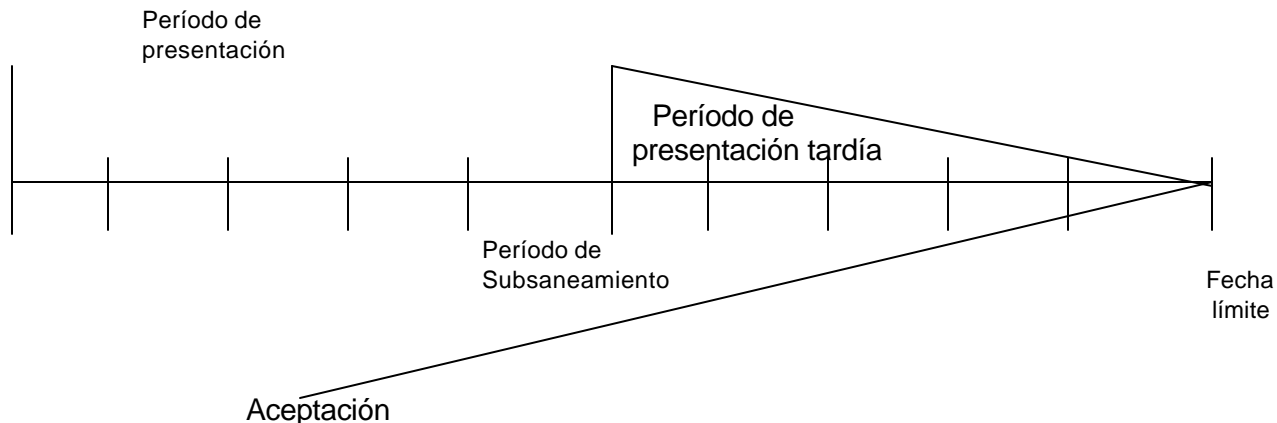 Período de
presentación
Período de
presentación tardía
Período de
Subsaneamiento
Fecha
límite
Aceptación